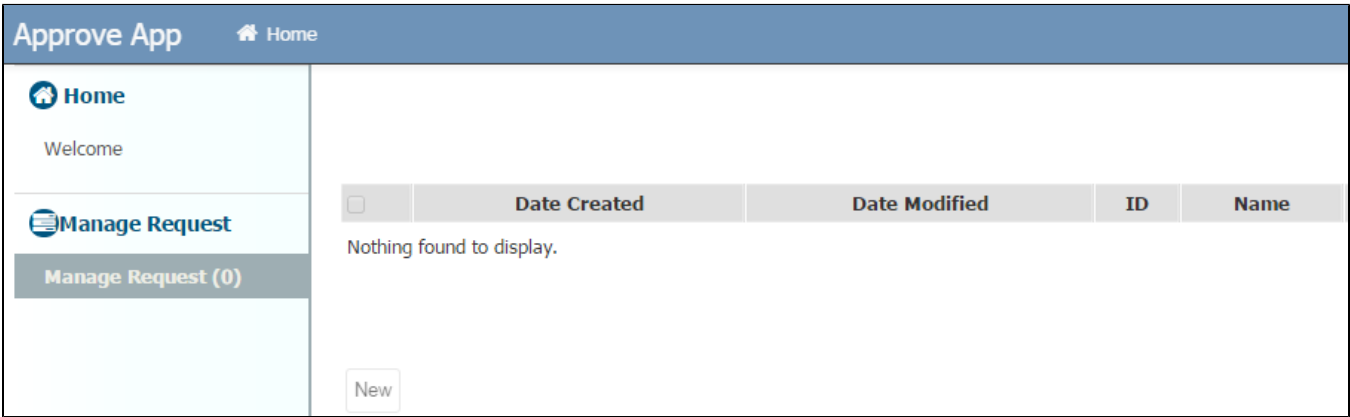 Approve App Home
Home
Welcome
Manage Request
Manage Request (0)
Date Created Date Modified ID Name
Nothing found to display.
New